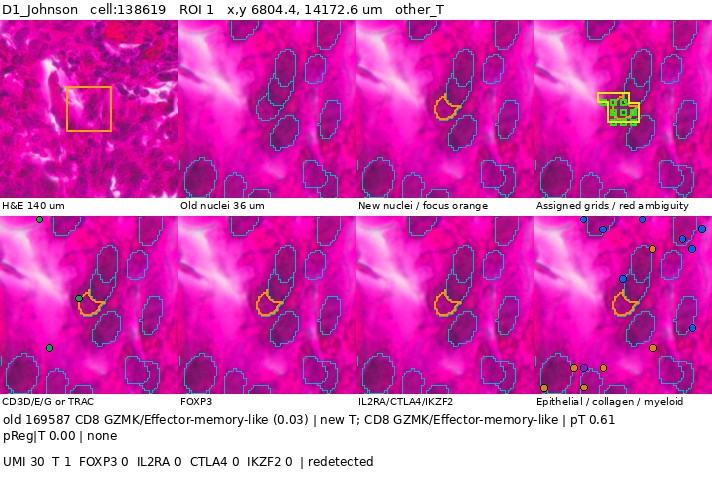 D1_Johnson   cell:138619   ROI 1   x,y 6804.4, 14172.6 um   other_T
H&E 140 um
Old nuclei 36 um
New nuclei / focus orange
Assigned grids / red ambiguity
CD3D/E/G or TRAC
FOXP3
IL2RA/CTLA4/IKZF2
Epithelial / collagen / myeloid
old 169587 CD8 GZMK/Effector-memory-like (0.03) | new T; CD8 GZMK/Effector-memory-like | pT 0.61
pReg|T 0.00 | none
UMI 30  T 1  FOXP3 0  IL2RA 0  CTLA4 0  IKZF2 0  | redetected